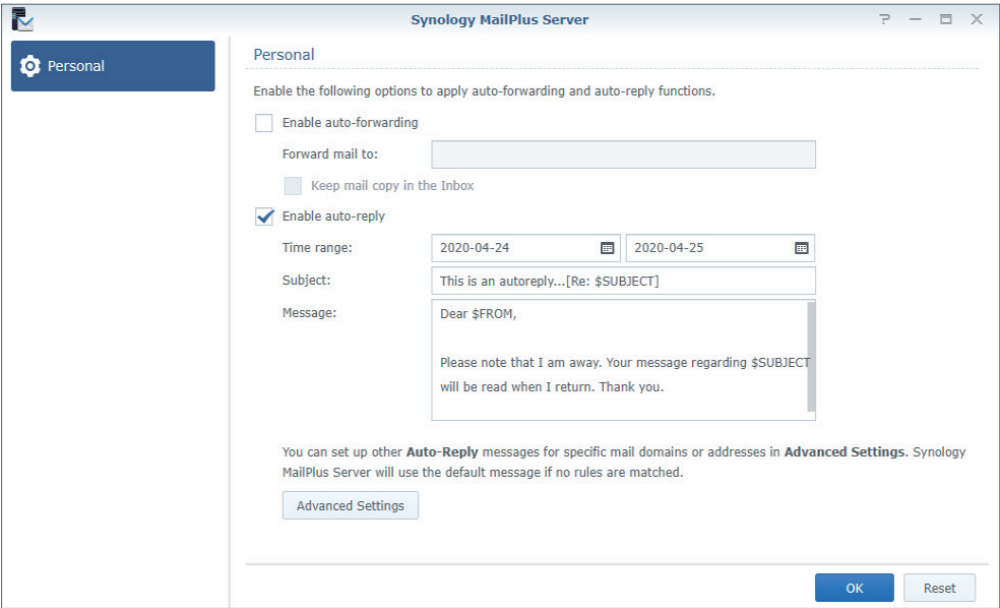 Synology MailPlus Server
Personal
Personal
Enable the following options to apply auto-forwarding and auto-reply functions.
Enable auto-forwarding
Forward mail to:
Keep mail copy in the Inbox
Enable auto-reply
Time range: 2020-04-24 2020-04-25
Subject: This is an autoreply...[Re: $SUBJECT]
Message: Dear $FROM,
Please note that I am away. Your message regarding $SUBJECT
will be read when I return. Thank you.
You can set up other Auto-Reply messages for specific mail domains or addresses in Advanced Settings. Synology
MailPlus Server will use the default message if no rules are matched.
Advanced Settings
OK Reset